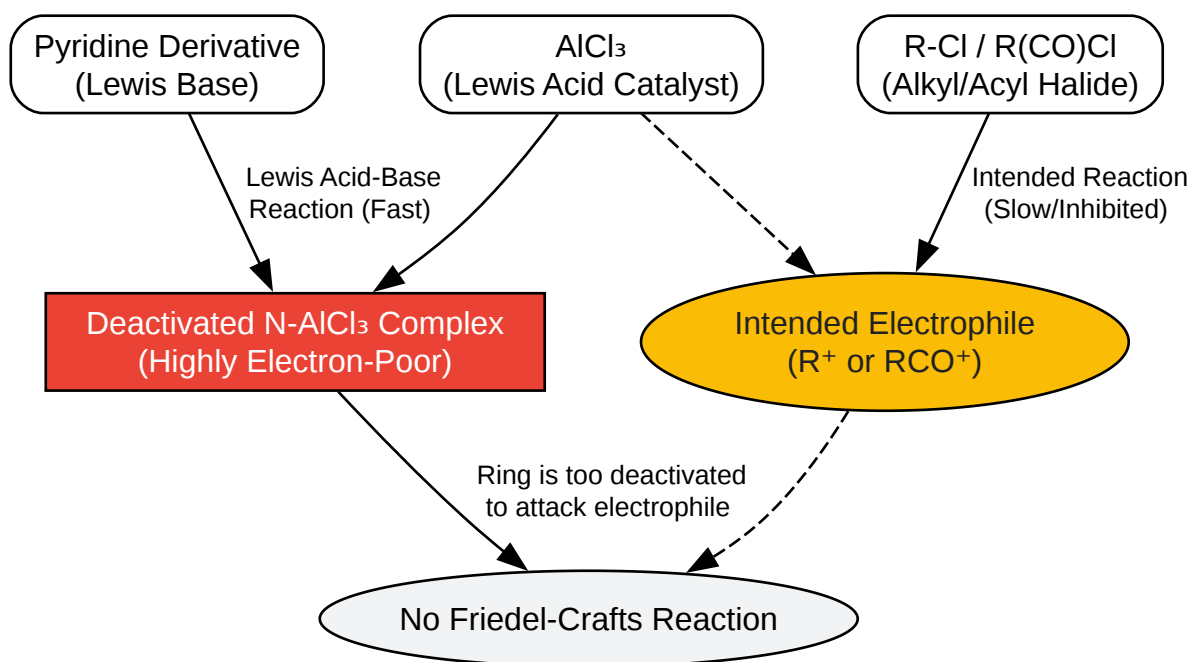 Pyridine Derivative
(Lewis Base)
AlCl₃
(Lewis Acid Catalyst)
R-Cl / R(CO)Cl
(Alkyl/Acyl Halide)
Lewis Acid-Base
Reaction (Fast)
Intended Reaction
(Slow/Inhibited)
Deactivated N-AlCl₃ Complex
(Highly Electron-Poor)
Intended Electrophile
(R⁺ or RCO⁺)
Ring is too deactivated
to attack electrophile
No Friedel-Crafts Reaction